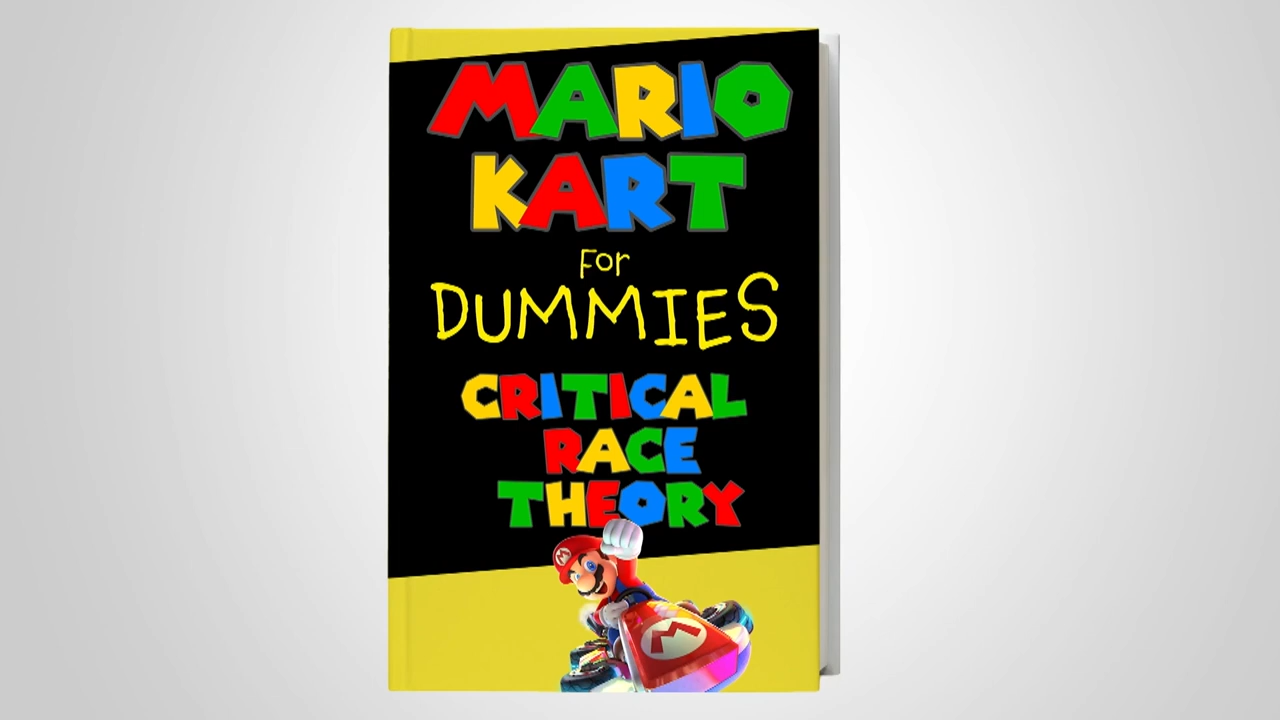 MARIO
KART
For
DUMMIES
CRITICAL
RACE
THEORY
M
M